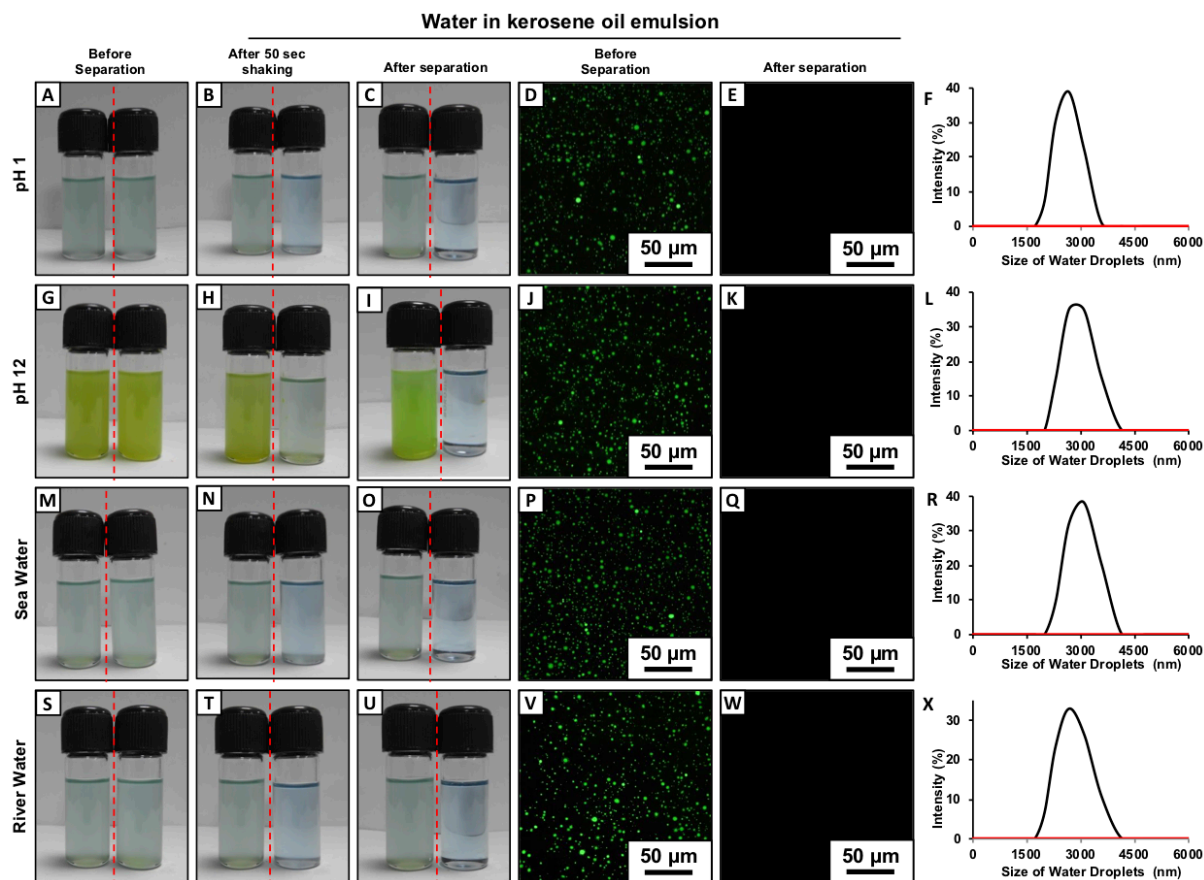 Water in kerosene oil emulsion
Before
Separation
After 50 sec
shaking
After separation
Before
Separation
After separation
pH 1
A
B
C
D
50 µm
E
50 µm
F
40
30
20
10
0
Intensity (%)
0 1500 3000 4500 6000
Size of Water Droplets (nm)
pH 12
G
H
I
J
50 µm
K
50 µm
L
40
30
20
10
0
Intensity (%)
0 1500 3000 4500 6000
Size of Water Droplets (nm)
Sea Water
M
N
O
P
50 µm
Q
50 µm
R
40
30
20
10
0
Intensity (%)
0 1500 3000 4500 6000
Size of Water Droplets (nm)
River Water
S
T
U
V
50 µm
W
50 µm
X
30
20
10
0
Intensity (%)
0 1500 3000 4500 6000
Size of Water Droplets (nm)